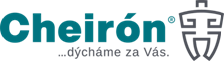 Cheirón®
...dýcháme za Vás.